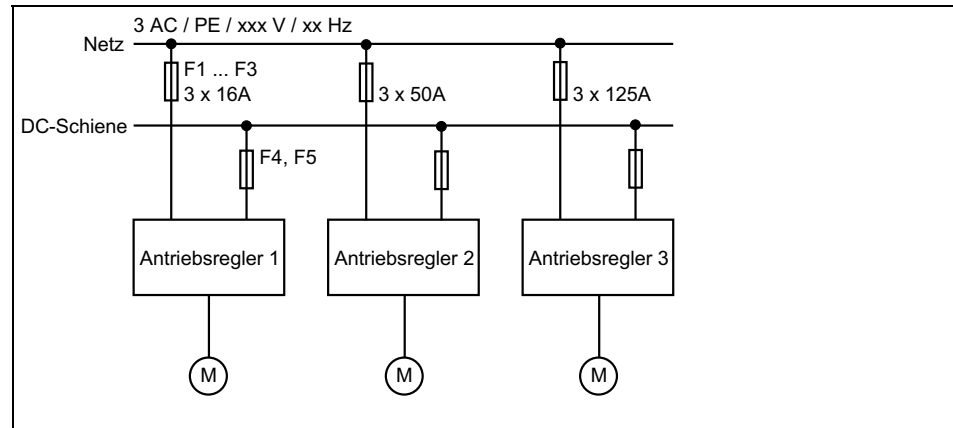 3 AC / PE / xxx V / xx Hz
Netz
F1 ... F3
3 x 16A
3 x 50A
3 x 125A
DC-Schiene
F4, F5
Antriebsregler 1
Antriebsregler 2
Antriebsregler 3
M
M
M